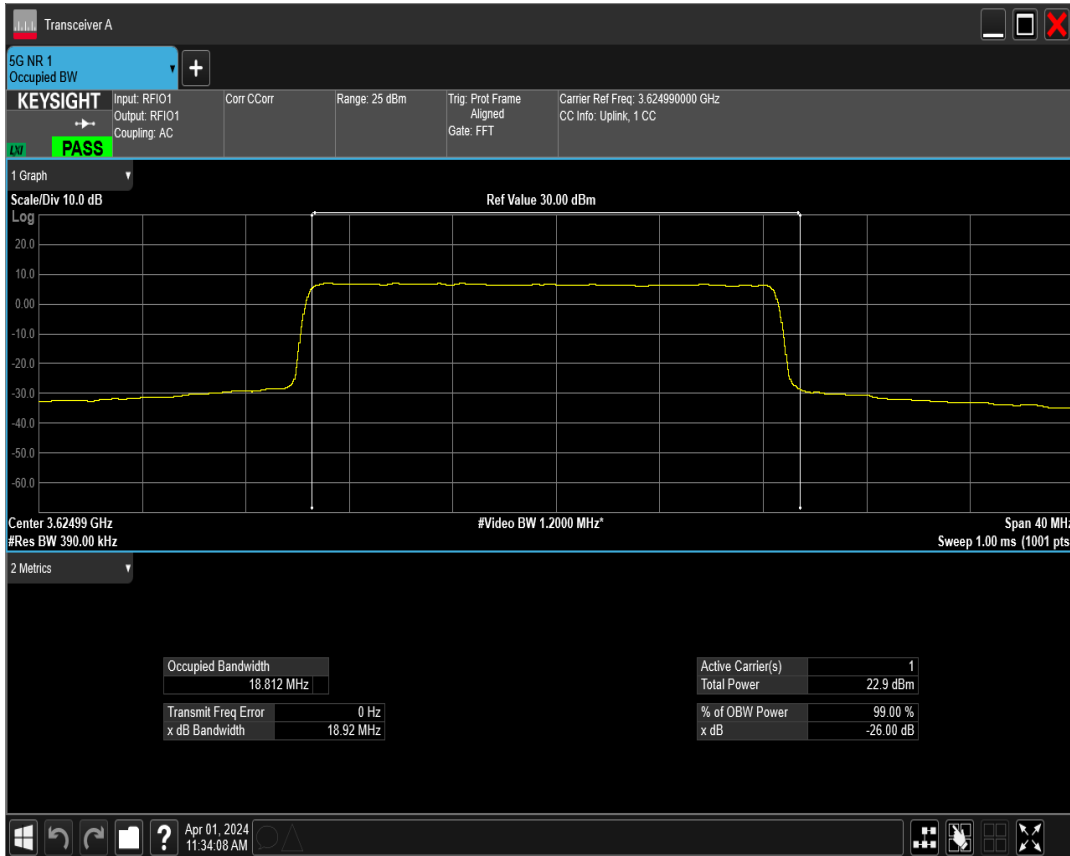 Transceiver A
5G NR 1
Occupied BW
KEYSIGHT
LXI
PASS
Input: RFIO1
Output: RFIO1
Coupling: AC
Corr CCorr
Range: 25 dBm
Trig: Prot Frame
Aligned
Gate: FFT
Carrier Ref Freq: 3.624990000 GHz
CC Info: Uplink, 1 CC
1 Graph
Scale/Div 10.0 dB
Ref Value 30.00 dBm
Log
20.0
10.0
0.00
-10.0
-20.0
-30.0
-40.0
-50.0
-60.0
Center 3.62499 GHz
#Video BW 1.2000 MHz*
Span 40 MHz
#Res BW 390.00 kHz
Sweep 1.00 ms (1001 pts
2 Metrics
Occupied Bandwidth
18.812 MHz
Transmit Freq Error 0 Hz
x dB Bandwidth 18.92 MHz
Active Carrier(s) 1
Total Power 22.9 dBm
% of OBW Power 99.00 %
x dB -26.00 dB
Apr 01, 2024
11:34:08 AM